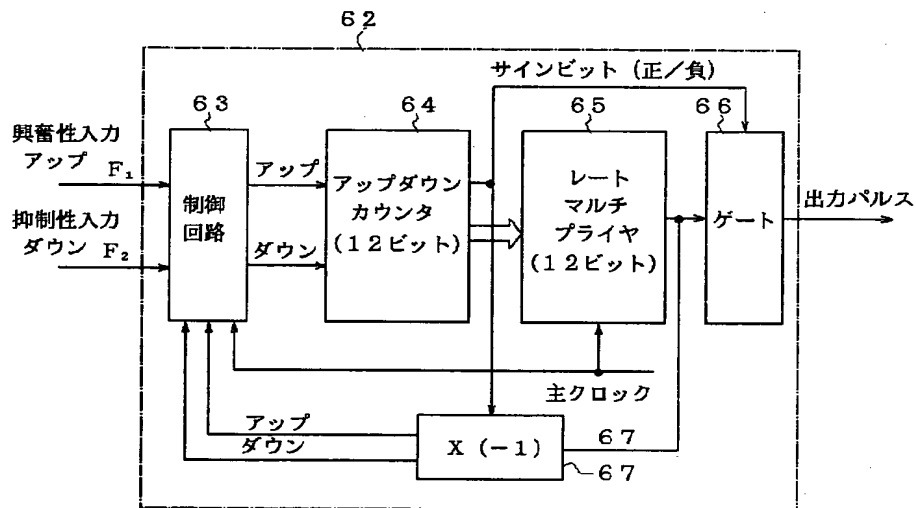 62
サインビット (正/負)
63
64
65
66
興奮性入力
アップ F₁
抑制性入力
ダウン F₂
制御
回路
アップ
ダウン
アップダウン
カウンタ
(12ビット)
レート
マルチ
プライヤ
(12ビット)
ゲート
出力パルス
主クロック
アップ
ダウン
X (-1)
67
67